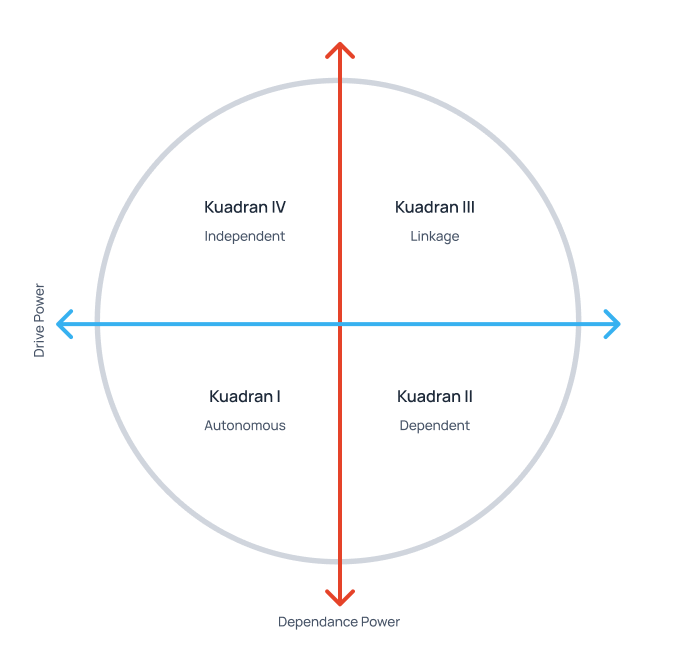 Kuadran IV
Independent
Kuadran III
Linkage
Drive Power
Kuadran I
Autonomous
Kuadran II
Dependent
Dependance Power